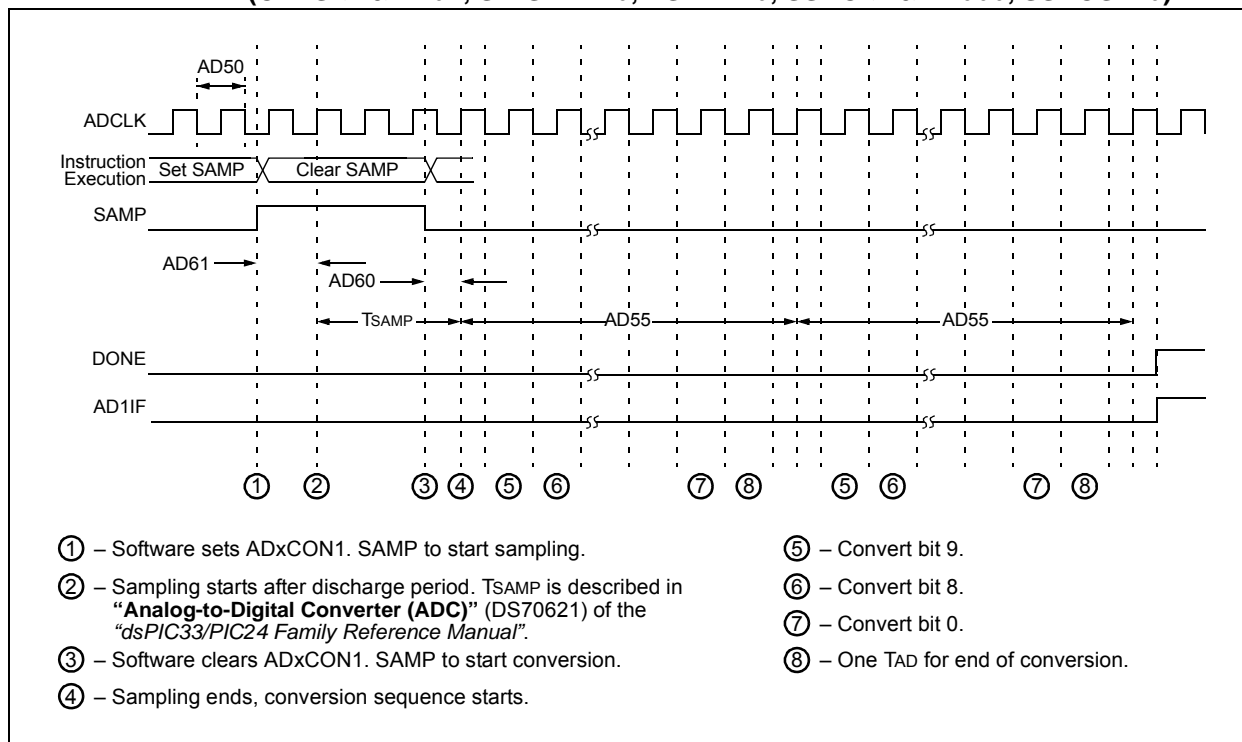 AD50
ADCLK
Instruction
Execution
Set SAMP
Clear SAMP
SAMP
AD61
AD60
TSAMP
AD55
AD55
DONE
AD1IF
1 2 3 4 5 6 7 8 5 6 7 8
1 – Software sets ADxCON1. SAMP to start sampling.
2 – Sampling starts after discharge period. TSAMP is described in
“Analog-to-Digital Converter (ADC)” (DS70621) of the
“dsPIC33/PIC24 Family Reference Manual”.
3 – Software clears ADxCON1. SAMP to start conversion.
4 – Sampling ends, conversion sequence starts.
5 – Convert bit 9.
6 – Convert bit 8.
7 – Convert bit 0.
8 – One TAD for end of conversion.